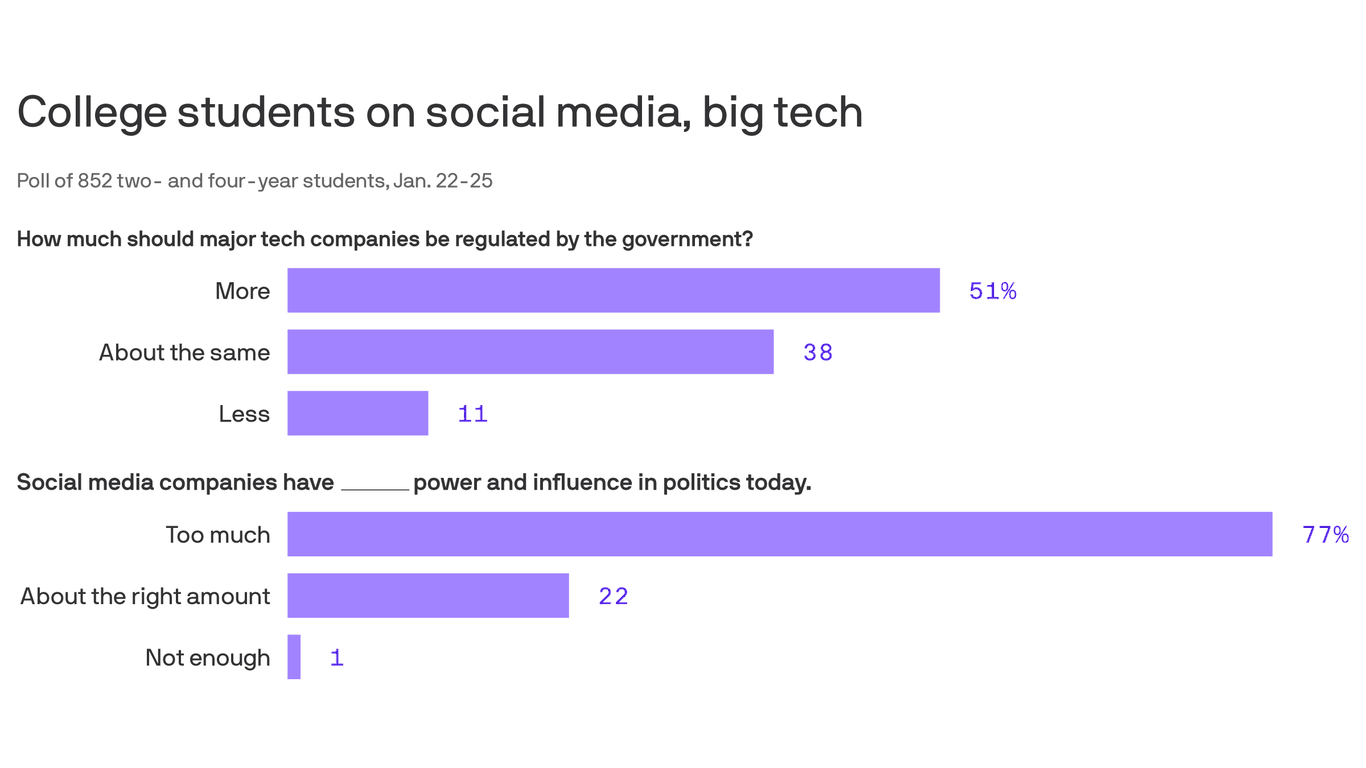 College students on social media, big tech
Poll of 852 two- and four-year students, Jan. 22-25
How much should major tech companies be regulated by the government?
More 51%
About the same 38
Less 11
Social media companies have ______ power and influence in politics today.
Too much 77%
About the right amount 22
Not enough 1